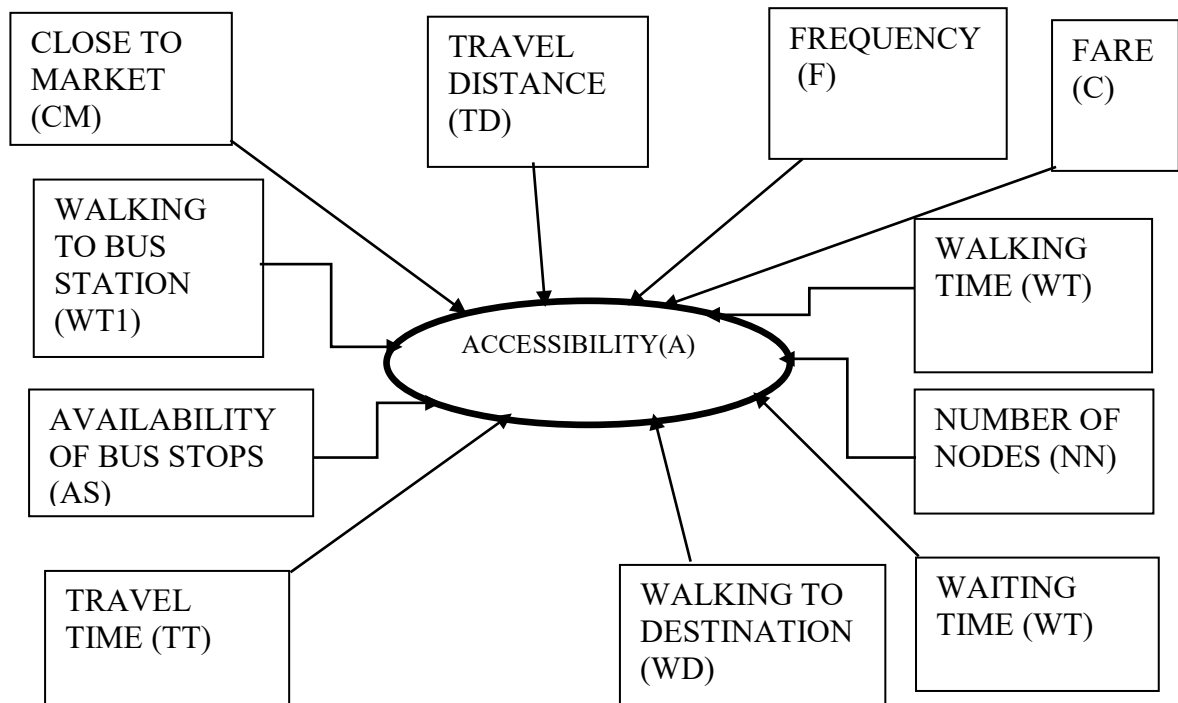 CLOSE TO
MARKET
(CM)
TRAVEL
DISTANCE
(TD)
FREQUENCY
(F)
FARE
(C)
WALKING
TO BUS
STATION
(WT1)
ACCESSIBILITY(A)
WALKING
TIME (WT)
AVAILABILITY
OF BUS STOPS
(AS)
NUMBER OF
NODES (NN)
TRAVEL
TIME (TT)
WALKING TO
DESTINATION
(WD)
WAITING
TIME (WT)